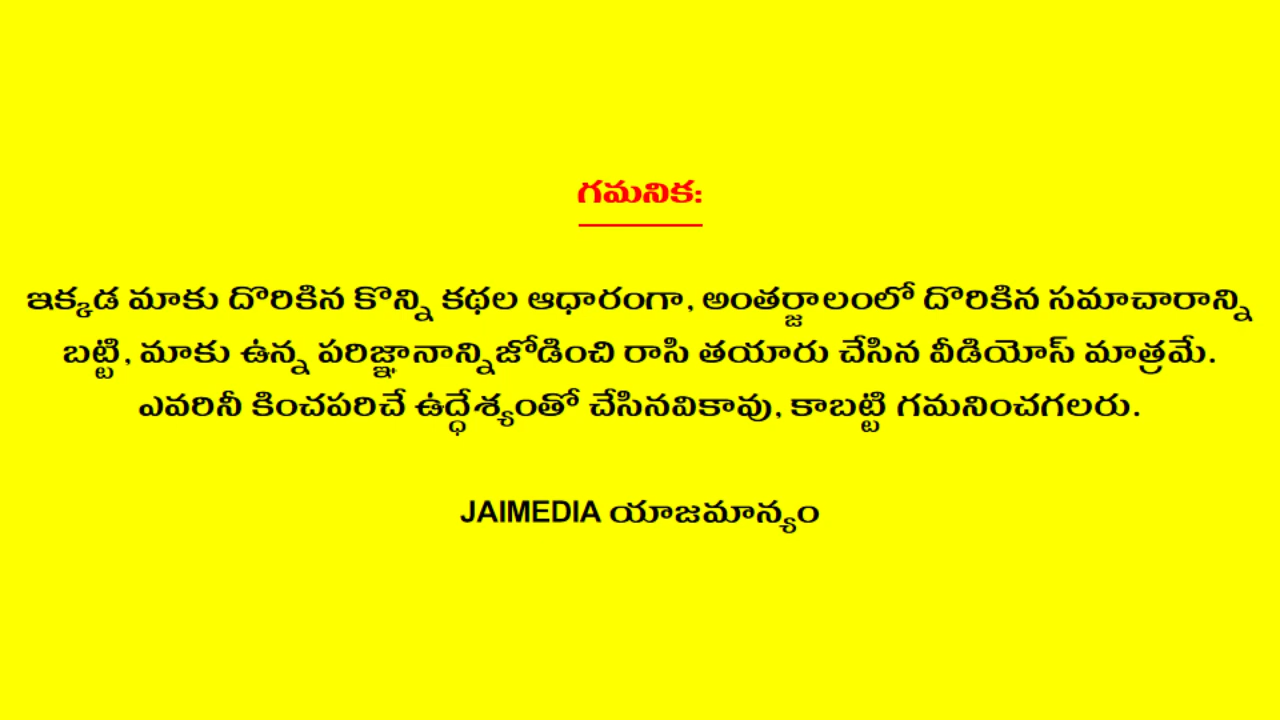 గమనిక:
ఇక్కడ మాకు దొరికిన కొన్ని కథల ఆధారంగా, అంతర్జాలంలో దొరికిన సమాచారాన్ని
బట్టి, మాకు ఉన్న పరిజ్ఞానాన్నిజోడించి రాసి తయారు చేసిన వీడియోస్ మాత్రమే.
ఎవరినీ కించపరిచే ఉద్ధేశ్యంతో చేసినవికావు, కాబట్టి గమనించగలరు.
JAIMEDIA యాజమాన్యం